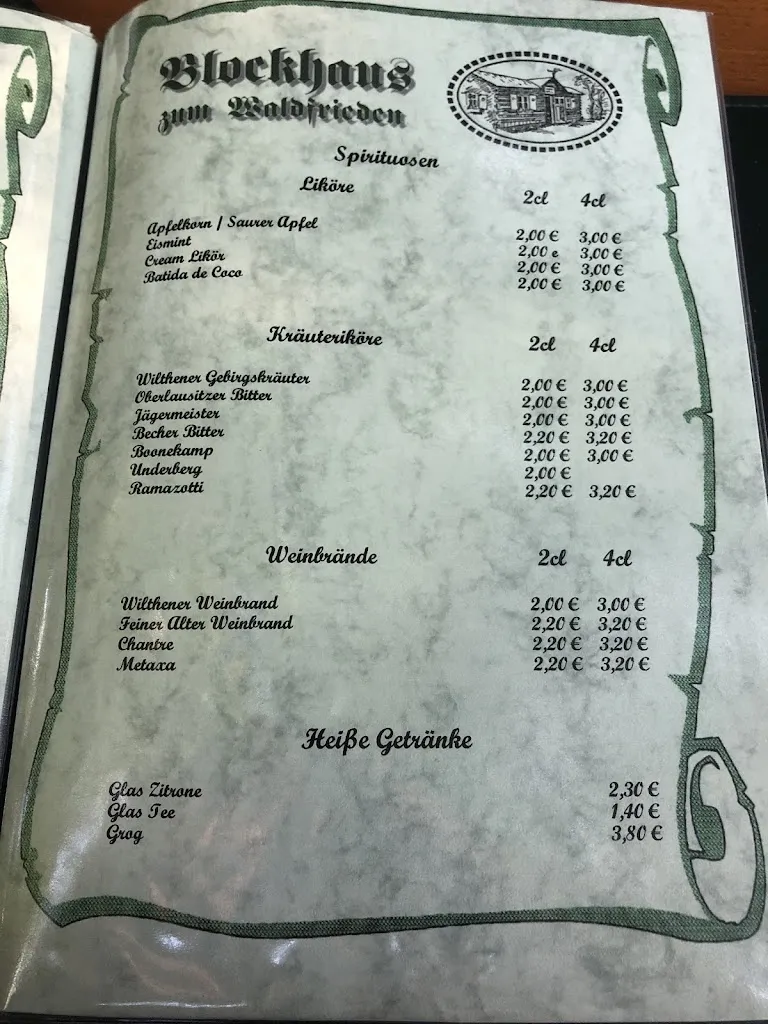 Blockhaus
zum Waldfrieden
Spirituosen
Liköre 2cl 4cl
Apfelkorn / Saurer Apfel 2,00 € 3,00 €
Eismint 2,00 e 3,00 €
Cream Likör 2,00 € 3,00 €
Batida de Coco 2,00 € 3,00 €
Kräuteriköre 2cl 4cl
Wilthener Gebirgskräuter 2,00 € 3,00 €
Oberlausitzer Bitter 2,00 € 3,00 €
Jägermeister 2,00 € 3,00 €
Becher Bitter 2,20 € 3,20 €
Boonekamp 2,00 € 3,00 €
Underberg 2,00 €
Ramazotti 2,20 € 3,20 €
Weinbrände 2cl 4cl
Wilthener Weinbrand 2,00 € 3,00 €
Feiner Alter Weinbrand 2,20 € 3,20 €
Chantre 2,20 € 3,20 €
Metaxa 2,20 € 3,20 €
Heiße Getränke
Glas Zitrone 2,30 €
Glas Tee 1,40 €
Grog 3,80 €